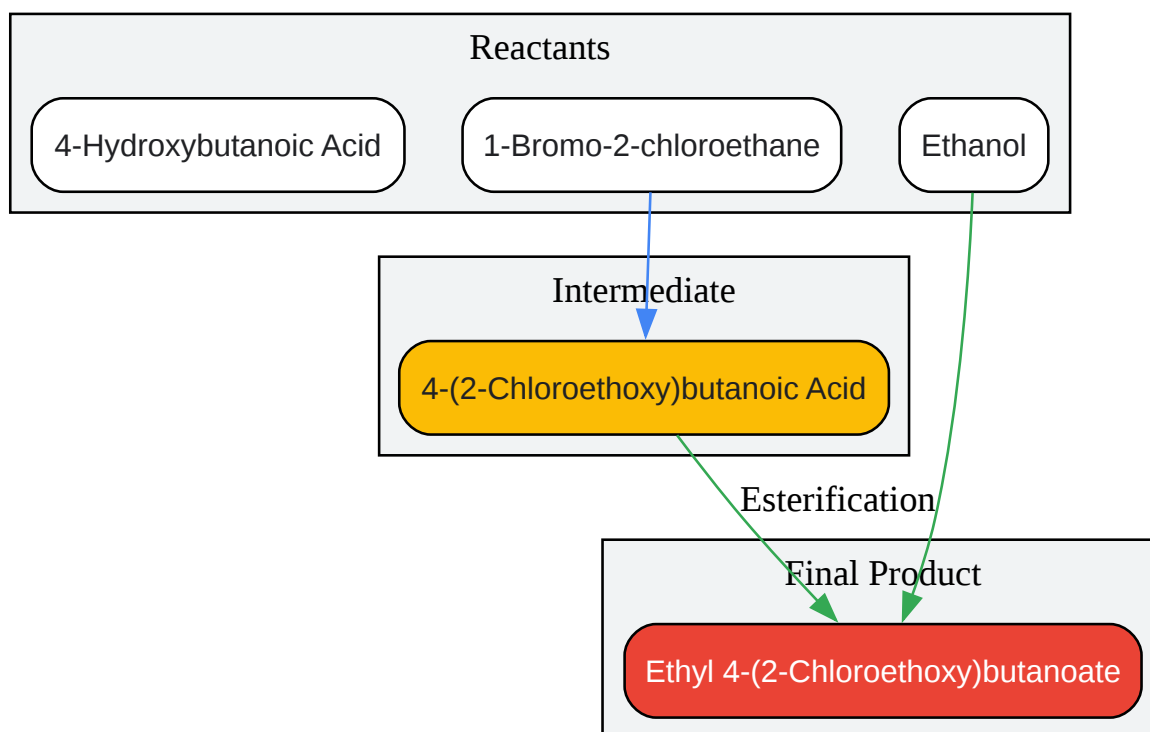 Reactants
4-Hydroxybutanoic Acid
1-Bromo-2-chloroethane
Ethanol
Intermediate
4-(2-Chloroethoxy)butanoic Acid
Esterification
Final Product
Ethyl 4-(2-Chloroethoxy)butanoate